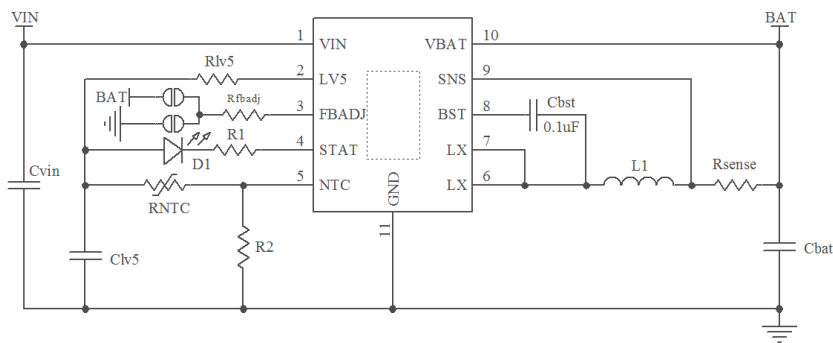 VIN
BAT
1
VIN
VBAT
10
Rlv5
2
LV5
SNS
9
BAT
Rfbadj
3
FBADJ
BST
8
Cbst
0.1uF
D1
R1
4
STAT
LX
7
Cvin
RNTC
5
NTC
GND
LX
6
L1
Rsense
11
R2
Clv5
Cbat